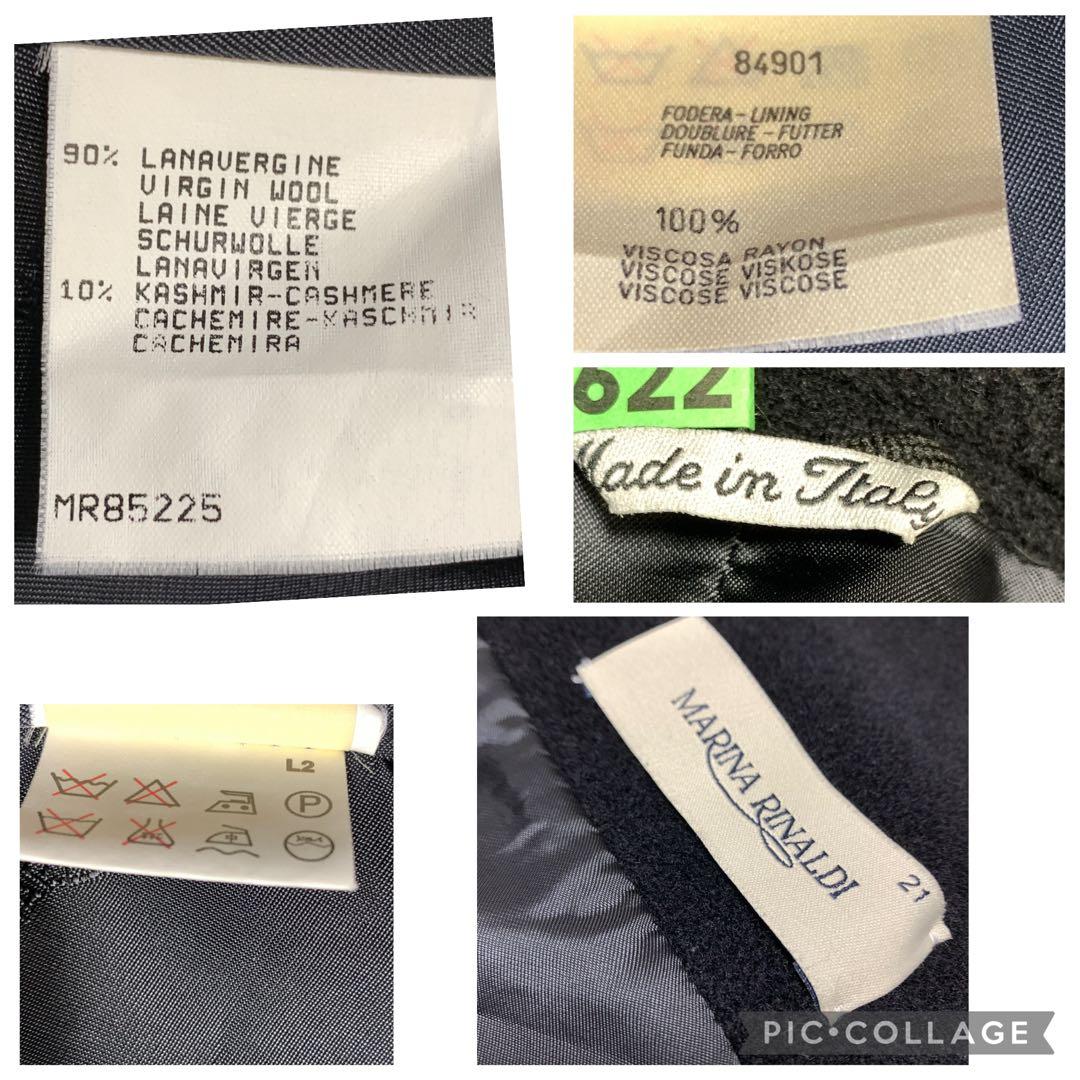 90% LANAVERGINE
VIRGIN WOOL
LAINE VIERGE
SCHURWOLLE
LANAVIRGEN
10% KASHMIR-CASHMERE
CACHEMIRE-KASCHMIR
CACHEMIRA
MR85225
84901
FODERA-LINING
DOUBLURE-FUTTER
FUNDA-FORRO
100%
VISCOSA RAYON
VISCOSE VISKOSE
VISCOSE VISCOSE
622
Made in Italy
L2
P
MARINA RINALDI
21
PIC•COLLAGE